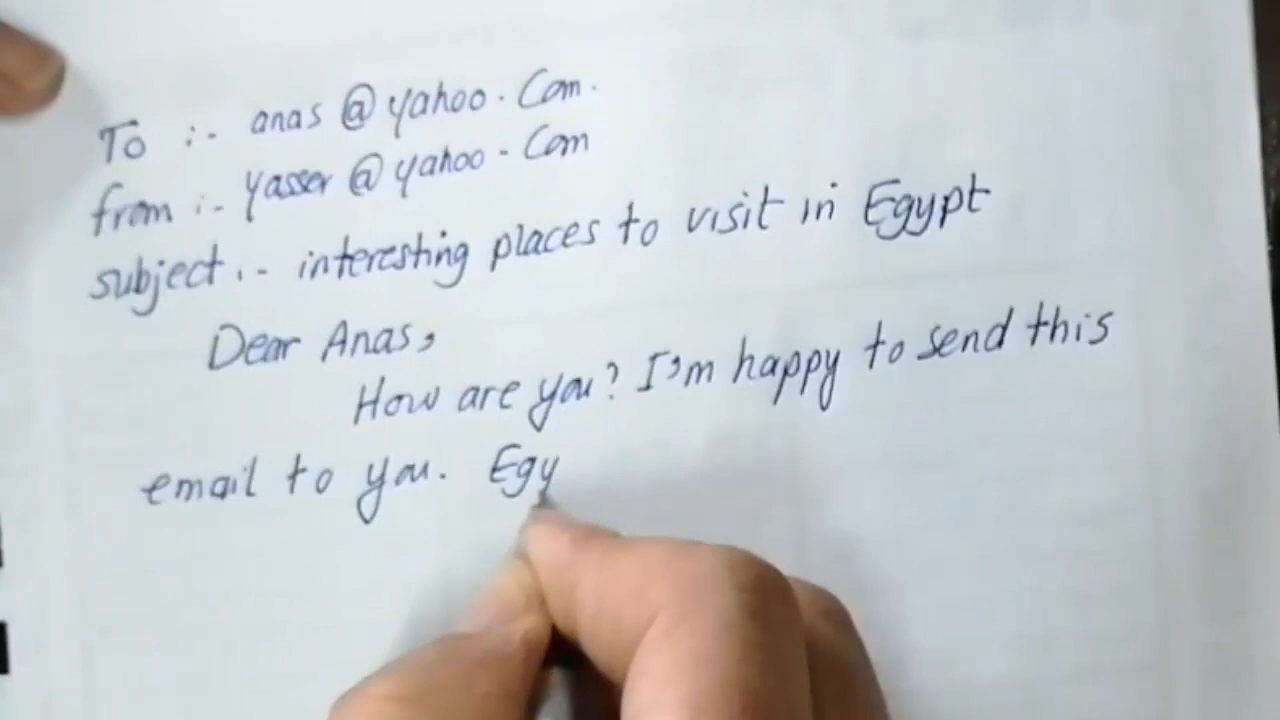 To :- anas @ yahoo . Com .
from :- yasser @ yahoo - Com
subject :- interesting places to visit in Egypt
Dear Anas,
How are you? I'm happy to send this
email to you. Egy